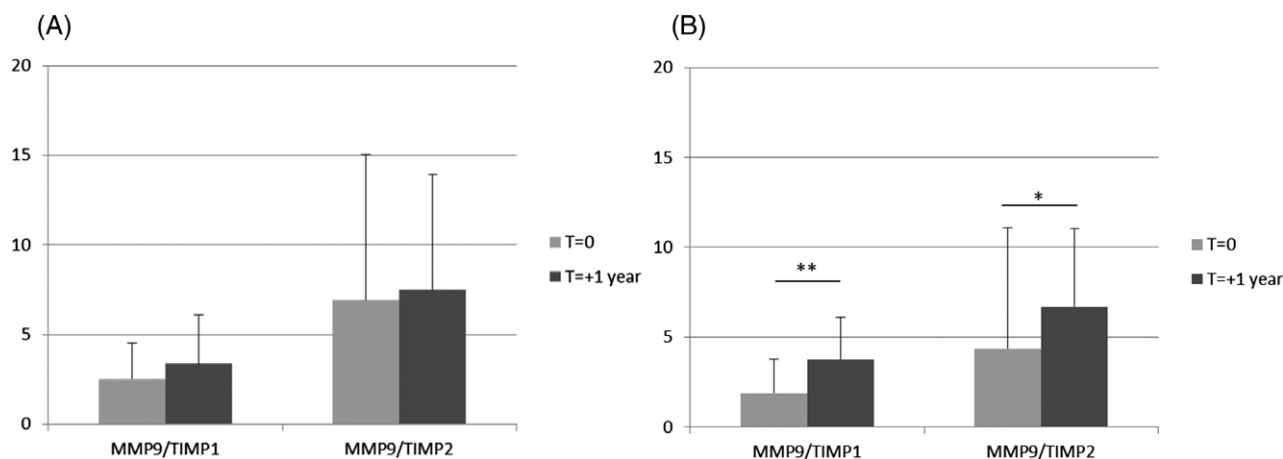 (A)
20
15
10
5
0
MMP9/TIMP1
MMP9/TIMP2
T=0
T=+1 year
(B)
20
15
10
5
0
**
*
MMP9/TIMP1
MMP9/TIMP2
T=0
T=+1 year